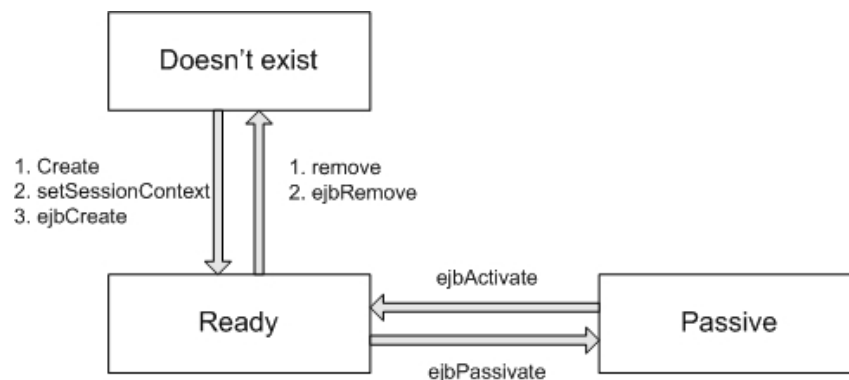 Doesn't exist
1. Create
2. setSessionContext
3. ejbCreate
1. remove
2. ejbRemove
ejbActivate
Ready
Passive
ejbPassivate